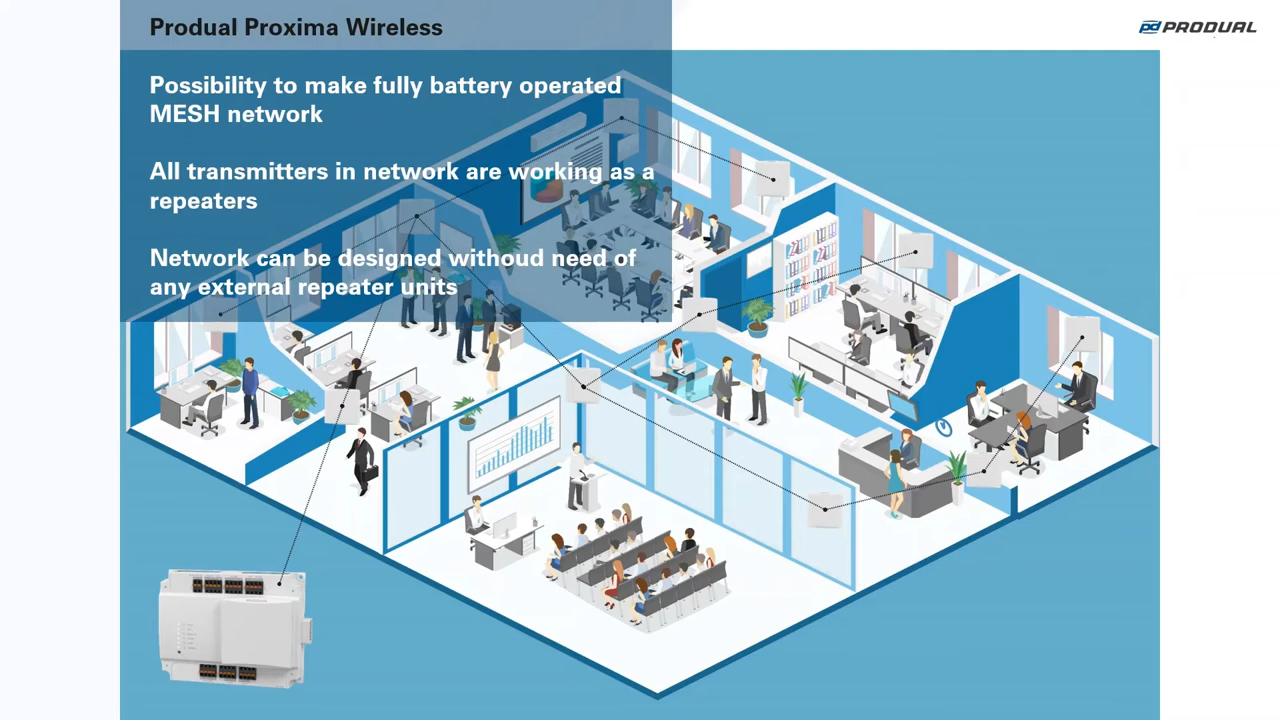 Produal Proxima Wireless
PRODUAL
Possibility to make fully battery operated
MESH network
All transmitters in network are working as a
repeaters
Network can be designed withoud need of
any external repeater units